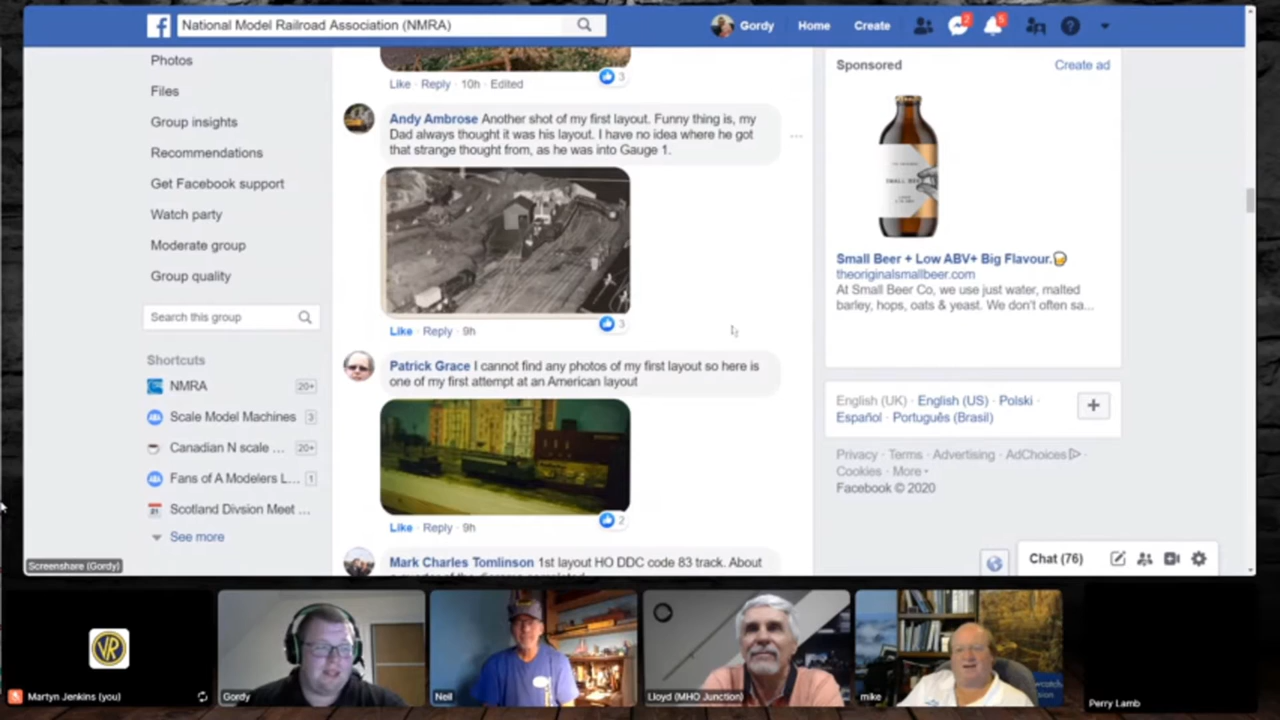 National Model Railroad Association (NMRA)
Gordy
Home
Create
2
5
Photos
Files
Group insights
Recommendations
Get Facebook support
Watch party
Moderate group
Group quality
Search this group
Shortcuts
NMRA 20+
Scale Model Machines 3
Canadian N scale ... 20+
Fans of A Modelers L... 1
21 Scotland Divsion Meet ...
See more
Like · Reply · 10h · Edited
3
Andy Ambrose Another shot of my first layout. Funny thing is, my
Dad always thought it was his layout. I have no idea where he got
that strange thought from, as he was into Gauge 1.
Like · Reply · 9h
3
Patrick Grace I cannot find any photos of my first layout so here is
one of my first attempt at an American layout
Like · Reply · 9h
2
Mark Charles Tomlinson 1st layout HO DDC code 83 track. About
Sponsored
Create ad
SMALL BEER
Small Beer + Low ABV+ Big Flavour.🍺
theoriginalsmallbeer.com
At Small Beer Co, we use just water, malted
barley, hops, oats & yeast. We don't often sa...
English (UK) · English (US) · Polski ·
Español · Português (Brasil)
Privacy · Terms · Advertising · AdChoices ·
Cookies · More
Facebook © 2020
Chat (76)
Screenshare (Gordy)
VR
Martyn Jenkins (you)
Gordy
Neil
Lloyd (MHO Junction)
mike
Perry Lamb